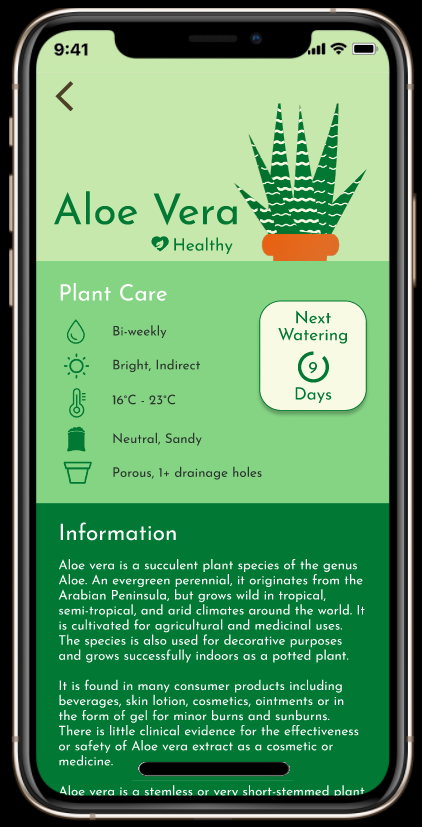 9:41
Aloe Vera
Healthy
Plant Care
Bi-weekly
Bright, Indirect
16°C - 23°C
Neutral, Sandy
Porous, 1+ drainage holes
Next
Watering
9
Days
Information
Aloe vera is a succulent plant species of the genus
Aloe. An evergreen perennial, it originates from the
Arabian Peninsula, but grows wild in tropical,
semi-tropical, and arid climates around the world. It
is cultivated for agricultural and medicinal uses.
The species is also used for decorative purposes
and grows successfully indoors as a potted plant.
It is found in many consumer products including
beverages, skin lotion, cosmetics, ointments or in
the form of gel for minor burns and sunburns.
There is little clinical evidence for the effectiveness
or safety of Aloe vera extract as a cosmetic or
medicine.
Aloe vera is a stemless or very short-stemmed plant